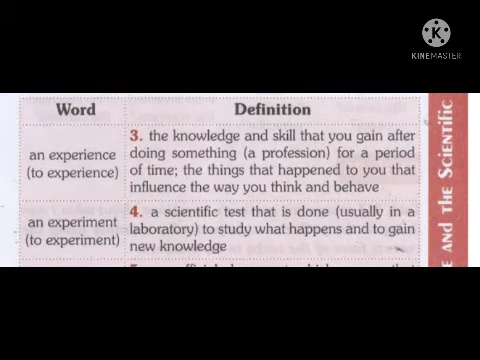 KINEMASTER
Word Definition
an experience
(to experience)
3. the knowledge and skill that you gain after
doing something (a profession) for a period
of time; the things that happened to you that
influence the way you think and behave
an experiment
(to experiment)
4. a scientific test that is done (usually in a
laboratory) to study what happens and to gain
new knowledge
E AND THE SCIENTIFIC